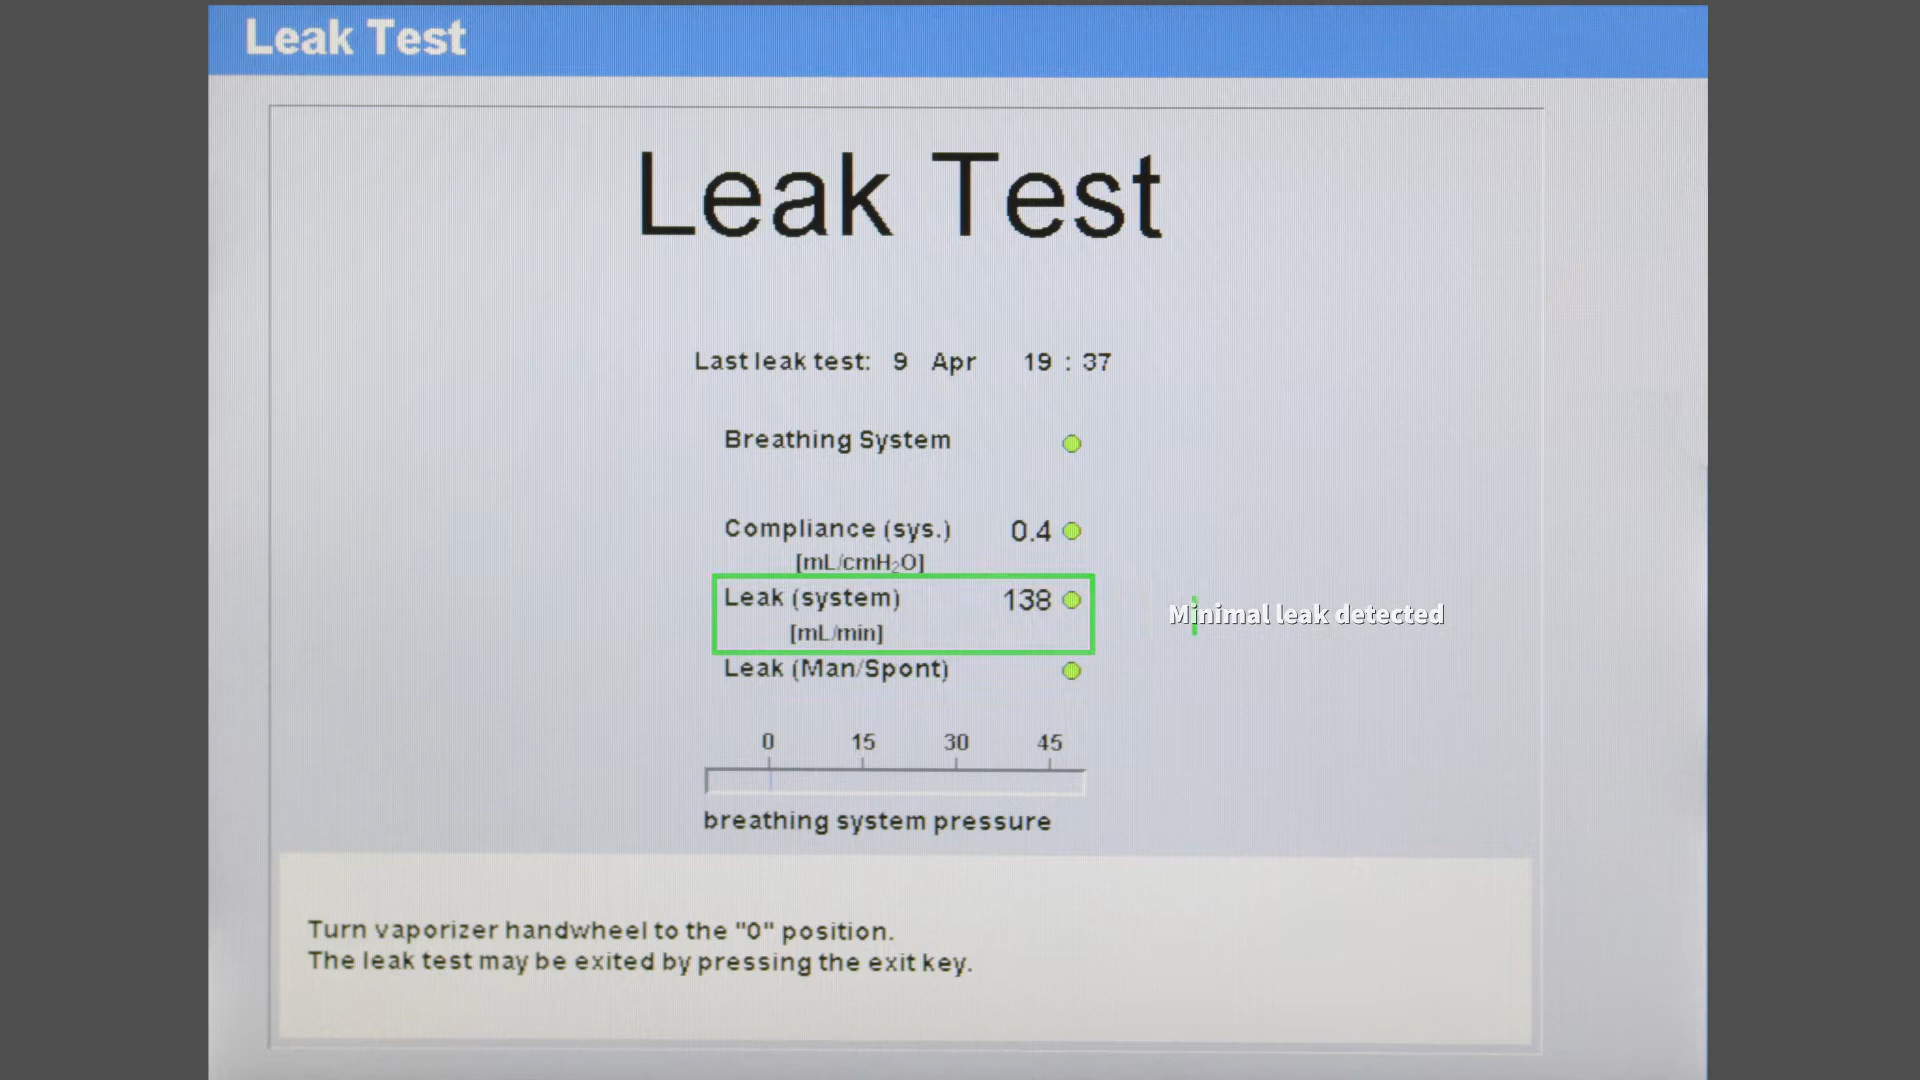 Leak Test
Leak Test
Last leak test: 9 Apr 19 : 37
Breathing System
Compliance (sys.) 0.4
[mL/cmH₂O]
Leak (system) 138
[mL/min]
Minimal leak detected
Leak (Man/Spont)
0 15 30 45
breathing system pressure
Turn vaporizer handwheel to the "0" position.
The leak test may be exited by pressing the exit key.